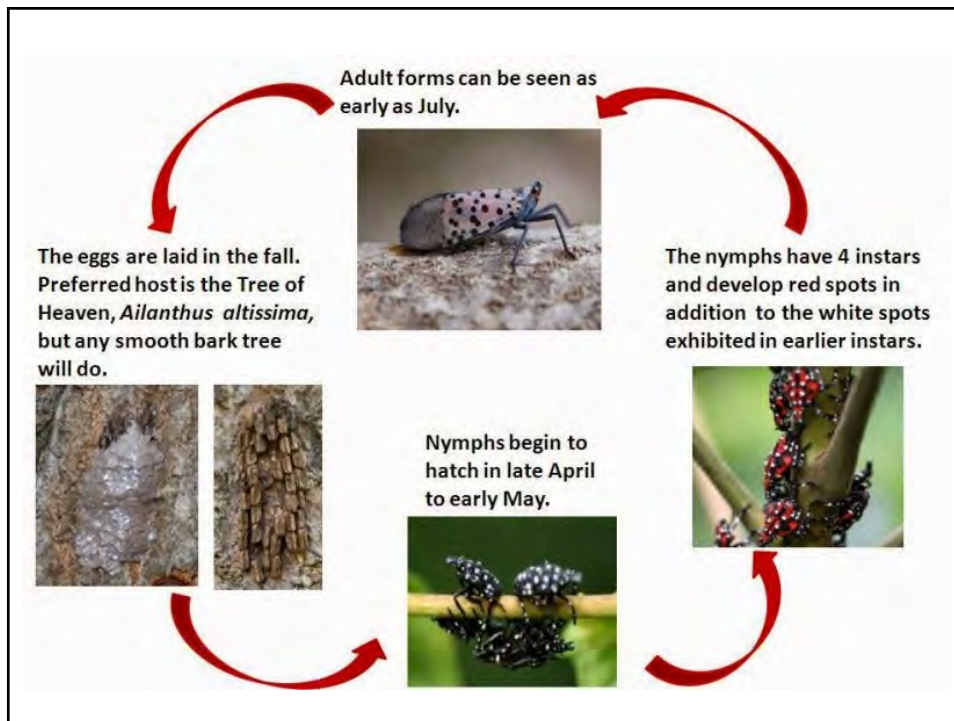 Adult forms can be seen as
early as July.
The eggs are laid in the fall.
Preferred host is the Tree of
Heaven, Ailanthus altissima,
but any smooth bark tree
will do.
Nymphs begin to
hatch in late April
to early May.
The nymphs have 4 instars
and develop red spots in
addition to the white spots
exhibited in earlier instars.